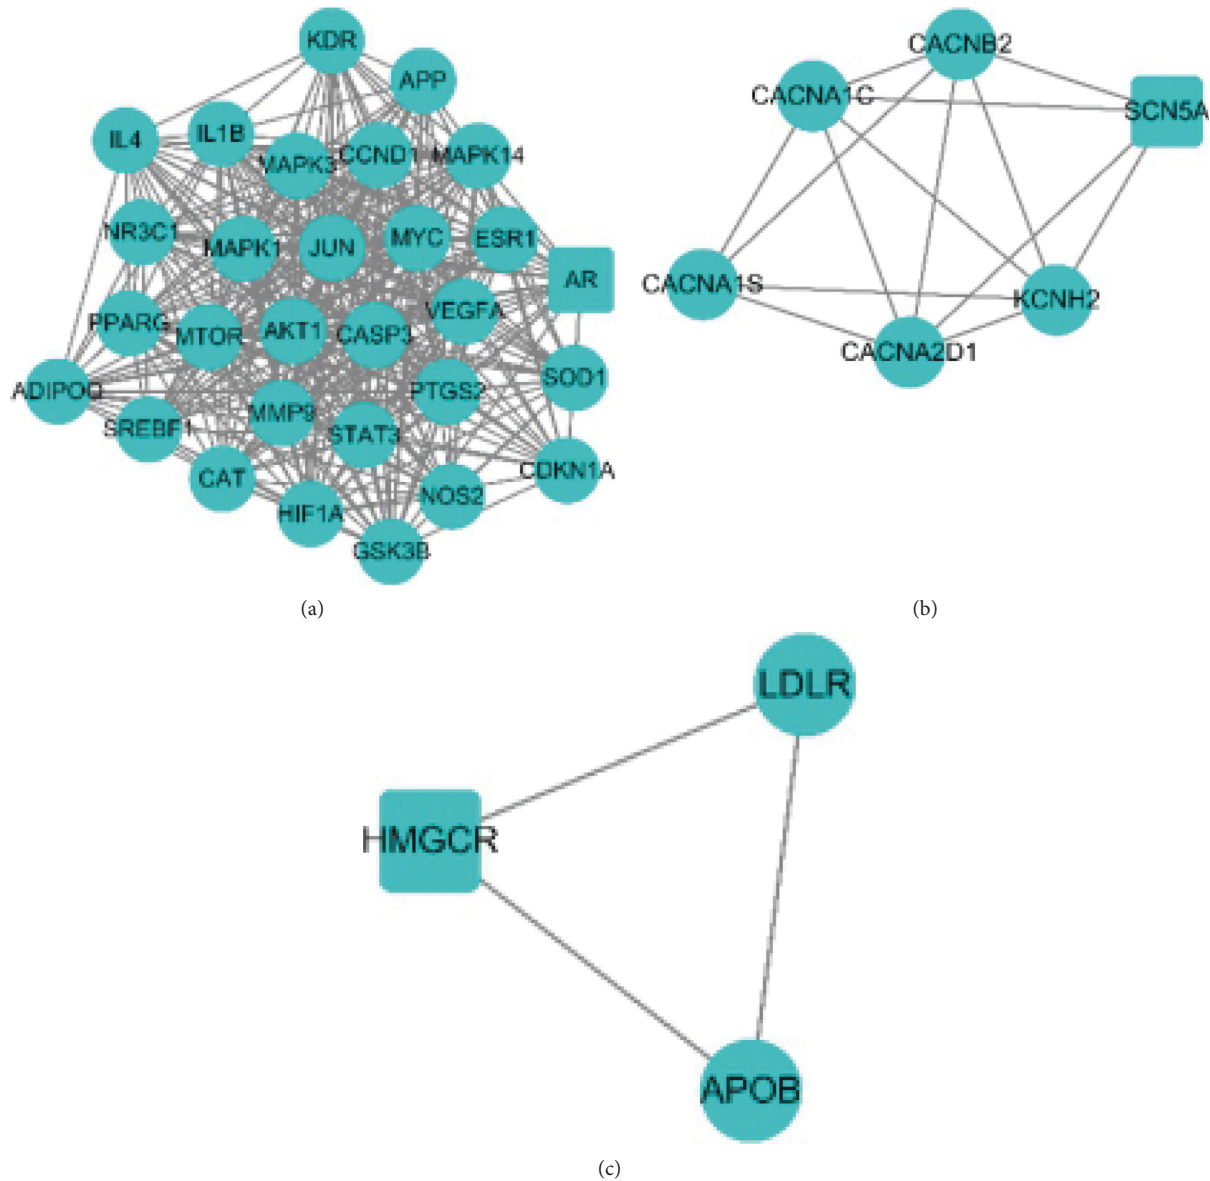 KDR
APP
IL4
IL1B
MAPK3
CCND1
MAPK14
NR3C1
MAPK1
JUN
MYC
ESR1
AR
PPARG
MTOR
AKT1
CASP3
VEGFA
ADIPOQ
SREBF1
MMP9
STAT3
PTGS2
SOD1
CAT
HIF1A
GSK3B
NOS2
CDKN1A
(a)
CACNB2
CACNA1C
SCN5A
CACNA1S
KCNH2
CACNA2D1
(b)
LDLR
HMGCR
APOB
(c)